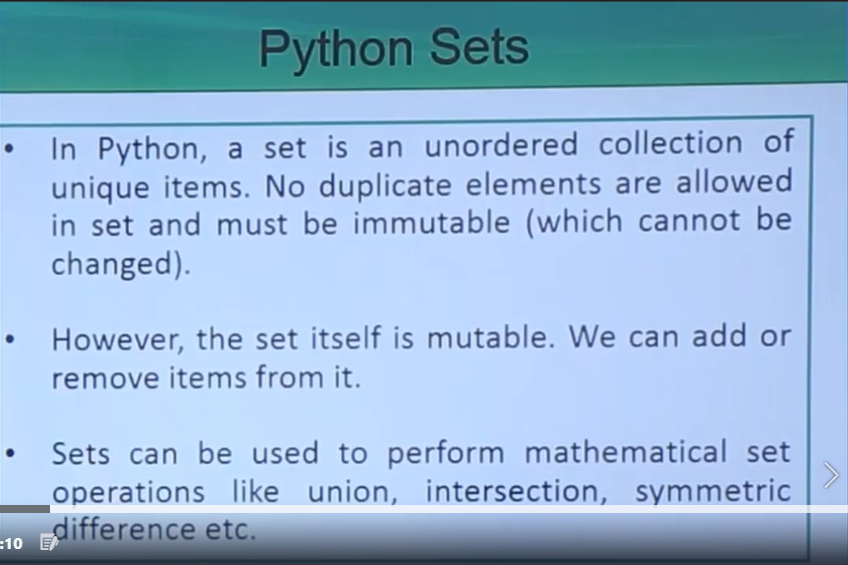 Python Sets
• In Python, a set is an unordered collection of
unique items. No duplicate elements are allowed
in set and must be immutable (which cannot be
changed).
• However, the set itself is mutable. We can add or
remove items from it.
• Sets can be used to perform mathematical set
operations like union, intersection, symmetric
difference etc.
:10